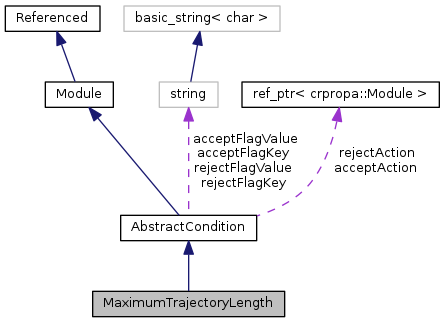 Referenced
basic_string< char >
Module
string
ref_ptr< crpropa::Module >
acceptFlagValue
acceptFlagKey
rejectFlagValue
rejectFlagKey
rejectAction
acceptAction
AbstractCondition
MaximumTrajectoryLength